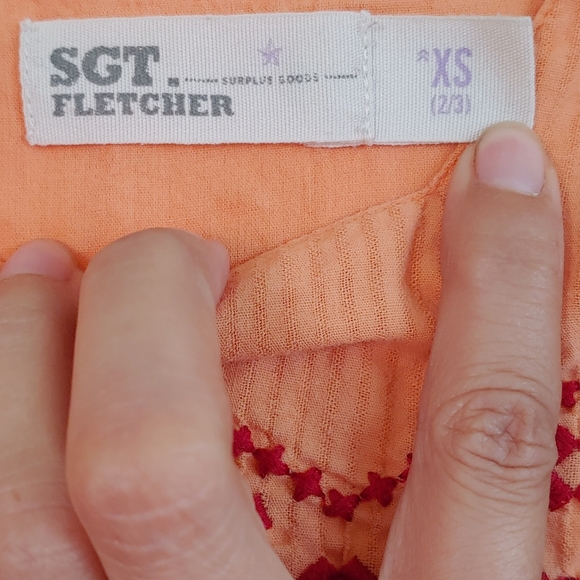 SGT.
SURPLUS GOODS
FLETCHER
XS
(2/3)